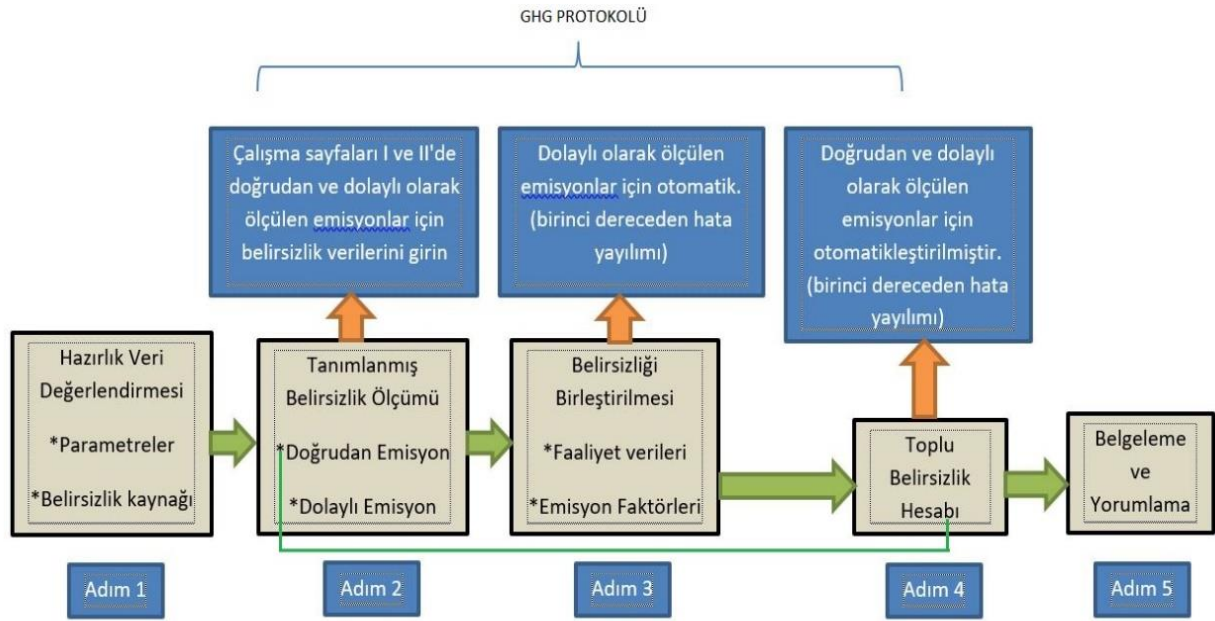 GHG PROTOKOLÜ
Çalışma sayfaları I ve II'de
doğrudan ve dolaylı olarak
ölçülen emisyonlar için
belirsizlik verilerini girin
Dolaylı olarak ölçülen
emisyonlar için otomatik.
(birinci dereceden hata
yayılımı)
Doğrudan ve dolaylı
olarak ölçülen
emisyonlar için
otomatikleştirilmiştir.
(birinci dereceden hata
yayılımı)
Hazırlık Veri
Değerlendirmesi
*Parametreler
*Belirsizlik kaynağı
Tanımlanmış
Belirsizlik Ölçümü
*Doğrudan Emisyon
*Dolaylı Emisyon
Belirsizliği
Birleştirilmesi
*Faaliyet verileri
*Emisyon Faktörleri
Toplu
Belirsizlik
Hesabı
Belgeleme
ve
Yorumlama
Adım 1
Adım 2
Adım 3
Adım 4
Adım 5